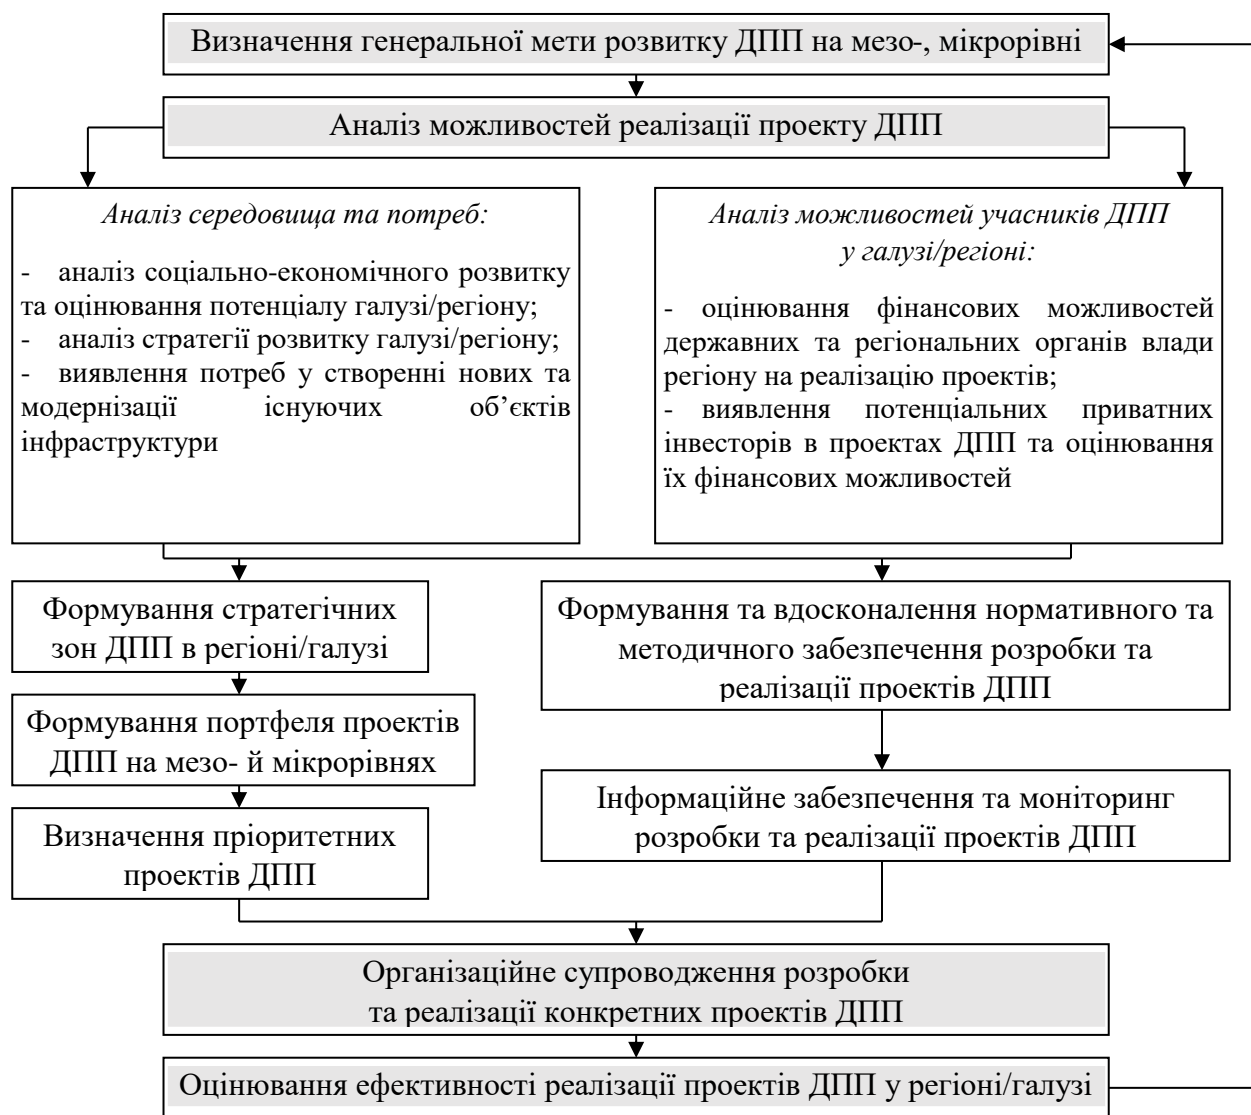 Визначення генеральної мети розвитку ДПП на мезо-, мікрорівні
Аналіз можливостей реалізації проекту ДПП
Аналіз середовища та потреб:
- аналіз соціально-економічного розвитку
та оцінювання потенціалу галузі/регіону;
- аналіз стратегії розвитку галузі/регіону;
- виявлення потреб у створенні нових та
модернізації існуючих об’єктів
інфраструктури
Аналіз можливостей учасників ДПП
у галузі/регіоні:
- оцінювання фінансових можливостей
державних та регіональних органів влади
регіону на реалізацію проектів;
- виявлення потенціальних приватних
інвесторів в проектах ДПП та оцінювання
їх фінансових можливостей
Формування стратегічних
зон ДПП в регіоні/галузі
Формування портфеля проектів
ДПП на мезо- й мікрорівнях
Визначення пріоритетних
проектів ДПП
Формування та вдосконалення нормативного та
методичного забезпечення розробки та
реалізації проектів ДПП
Інформаційне забезпечення та моніторинг
розробки та реалізації проектів ДПП
Організаційне супроводження розробки
та реалізації конкретних проектів ДПП
Оцінювання ефективності реалізації проектів ДПП у регіоні/галузі